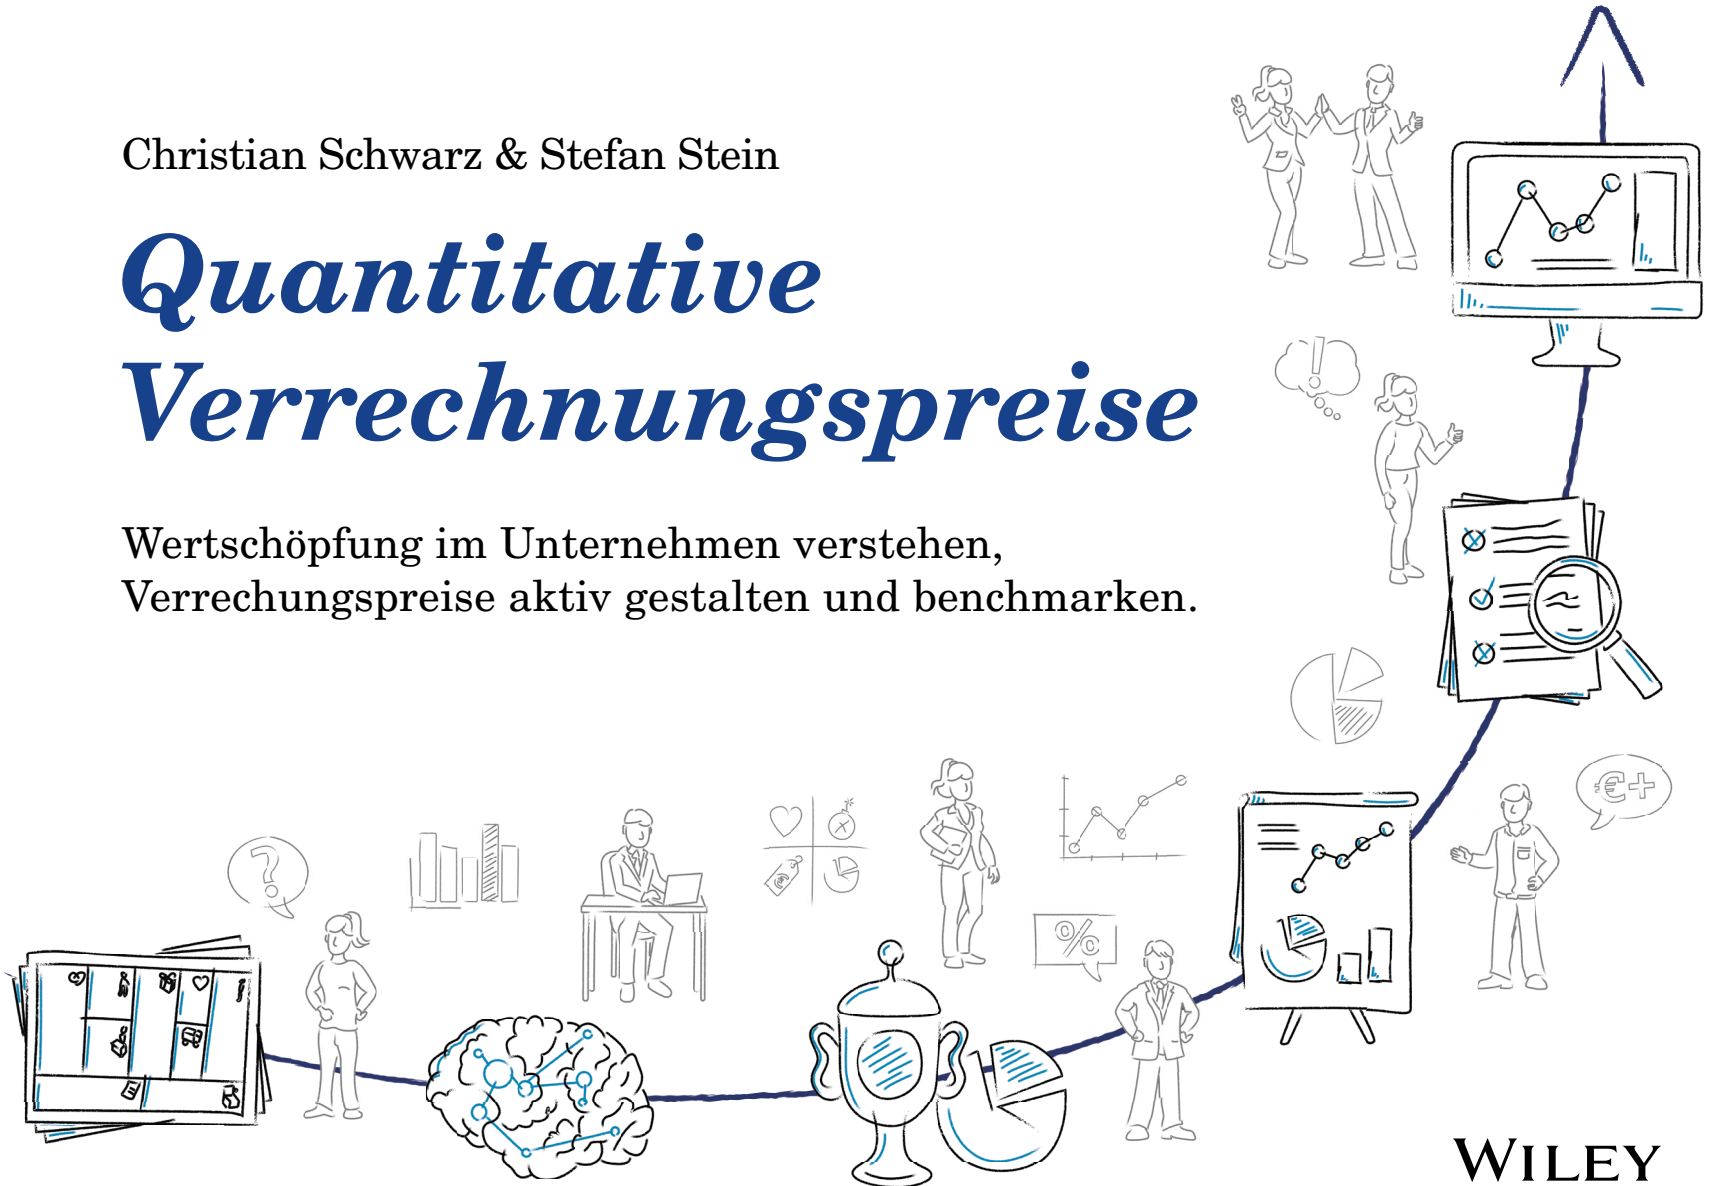 Christian Schwarz & Stefan Stein
Quantitative
Verrechnungspreise
Wertschöpfung im Unternehmen verstehen,
Verrechungspreise aktiv gestalten und benchmarken.
?
!
€+
%
WILEY